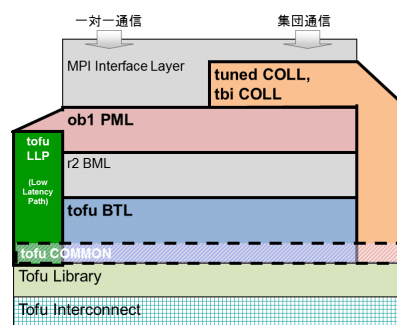 一対一通信
集団通信
MPI Interface Layer
tuned COLL,
tbi COLL
ob1 PML
tofu
LLP
(Low
Latency
Path)
r2 BML
tofu BTL
tofu COMMON
Tofu Library
Tofu Interconnect